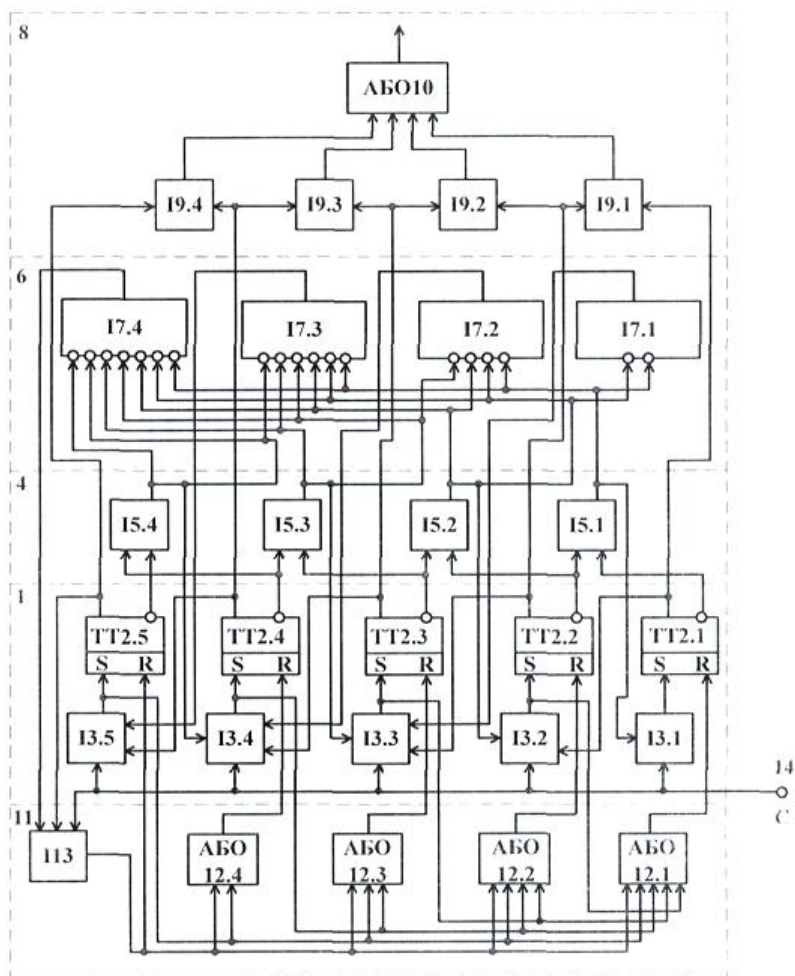 8
АБО10
І9.4 І9.3 І9.2 І9.1
6
І7.4 І7.3 І7.2 І7.1
4
І5.4 І5.3 І5.2 І5.1
1
ТТ2.5 ТТ2.4 ТТ2.3 ТТ2.2 ТТ2.1
S R S R S R S R S R
І3.5 І3.4 І3.3 І3.2 І3.1
14
С
11
І13
АБО АБО АБО АБО
12.4 12.3 12.2 12.1